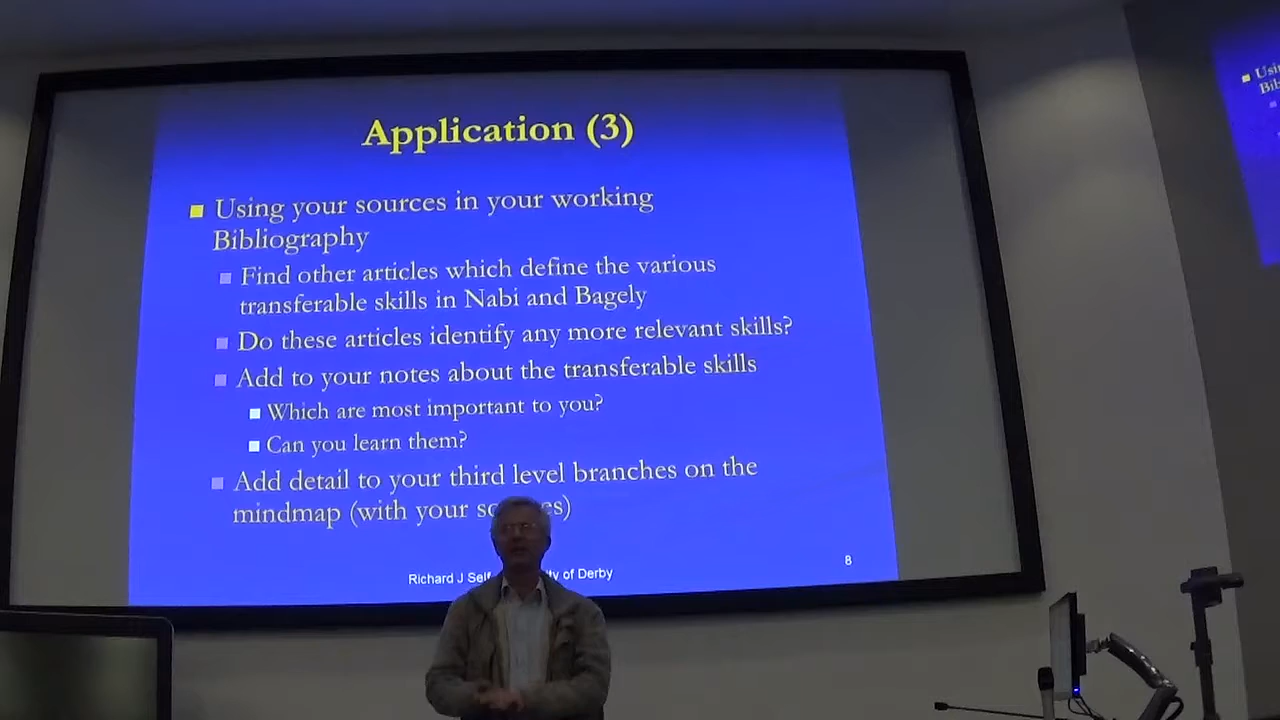 Application (3)
Using your sources in your working
Bibliography
Find other articles which define the various
transferable skills in Nabi and Bagely
Do these articles identify any more relevant skills?
Add to your notes about the transferable skills
Which are most important to you?
Can you learn them?
Add detail to your third level branches on the
mindmap (with your
Richard J Self of Derby
8
Bib